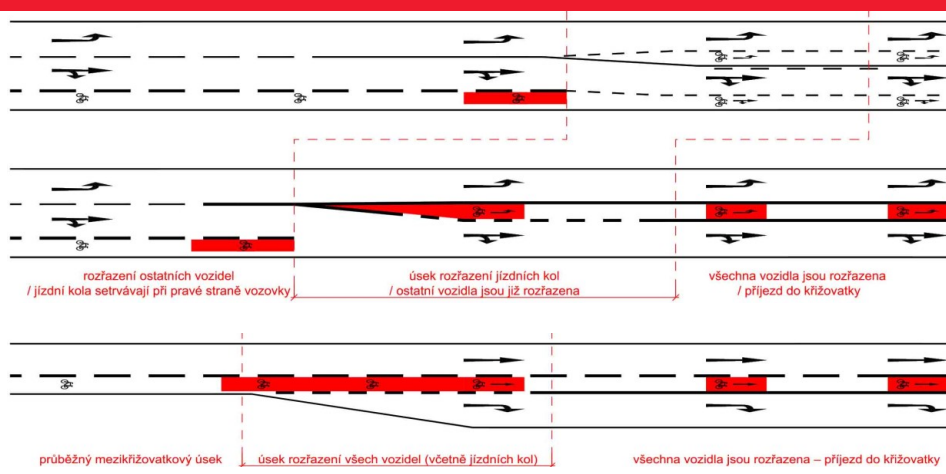 rozřazení ostatních vozidel
/ jízdní kola setrvávají při pravé straně vozovky
úsek rozřazení jízdních kol
/ ostatní vozidla jsou již rozřazena
všechna vozidla jsou rozřazena
/ příjezd do křižovatky
průběžný mezikřižovatkový úsek
úsek rozřazení všech vozidel (včetně jízdních kol)
všechna vozidla jsou rozřazena – příjezd do křižovatky